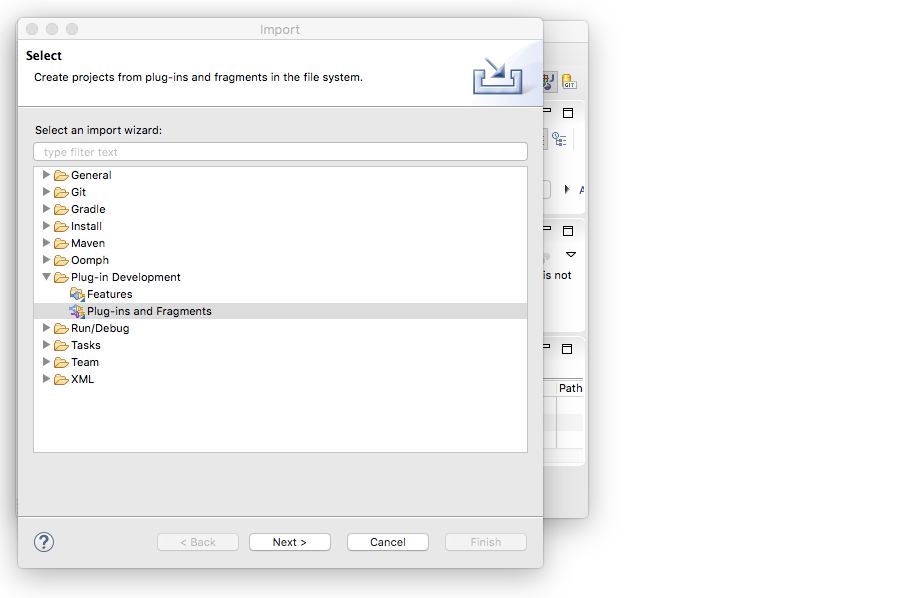 Import
Select
Create projects from plug-ins and fragments in the file system.
Select an import wizard:
type filter text
General
Git
Gradle
Install
Maven
Oomph
Plug-in Development
Features
Plug-ins and Fragments
Run/Debug
Tasks
Team
XML
? < Back Next > Cancel Finish
GIT
is not
Path